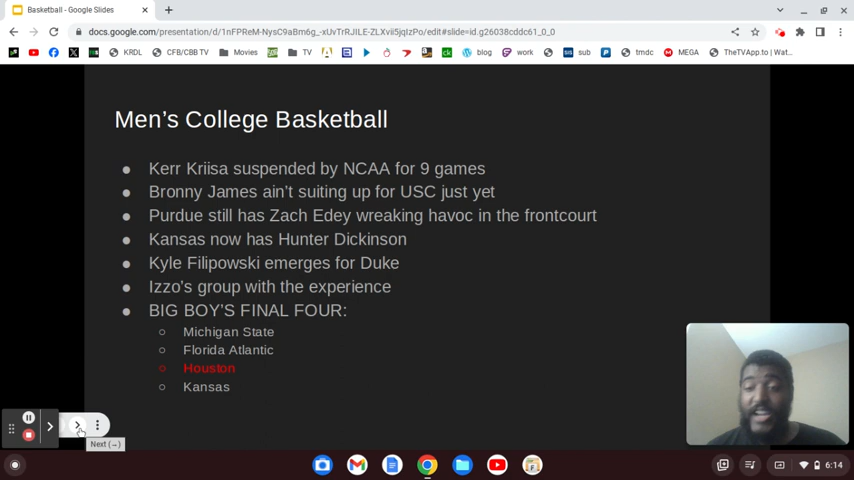 Basketball - Google Slides
docs.google.com/presentation/d/1nFPReM-NysC9aBm6g_-xUvTrRJILE-ZLXvil5jqIzPo/edit#slide=id.g26038cddc61_0_0
KRDL CFB/CBB TV Movies TV blog work sub tmdc MEGA TheTVApp.to | Wat...
Men's College Basketball
● Kerr Kriisa suspended by NCAA for 9 games
● Bronny James ain't suiting up for USC just yet
● Purdue still has Zach Edey wreaking havoc in the frontcourt
● Kansas now has Hunter Dickinson
● Kyle Filipowski emerges for Duke
● Izzo's group with the experience
● BIG BOY'S FINAL FOUR:
○ Michigan State
○ Florida Atlantic
○ Houston
○ Kansas
Next (→)
6:14